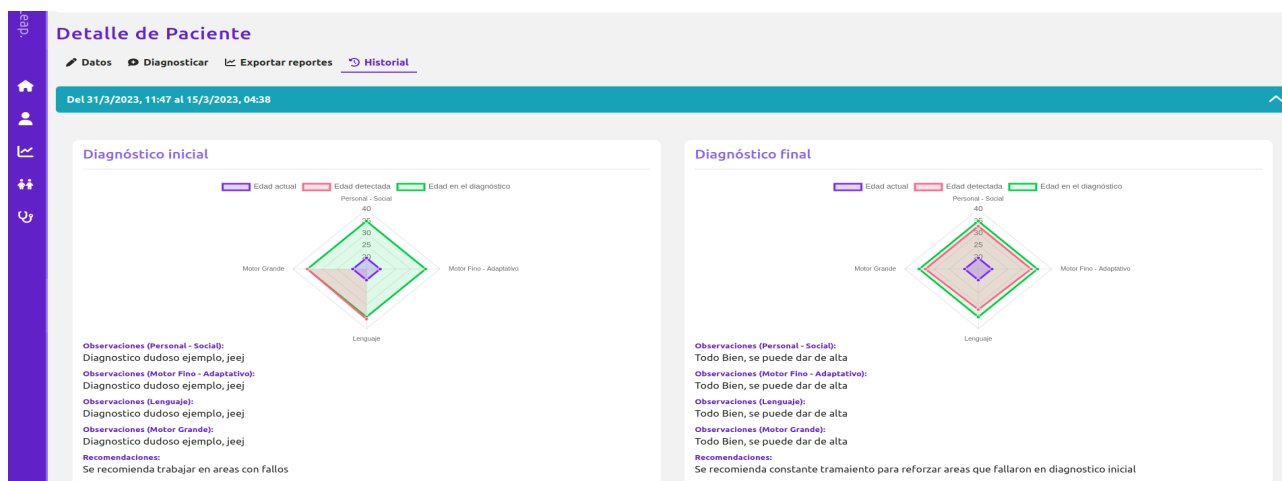 eap.
Detalle de Paciente
Datos Diagnosticar Exportar reportes Historial
Del 31/3/2023, 11:47 al 15/3/2023, 04:38
Diagnóstico inicial
Edad actual Edad detectada Edad en el diagnóstico
Personal - Social
40
35
30
25
20
Motor Grande
Motor Fino - Adaptativo
Lenguaje
Observaciones (Personal - Social):
Diagnostico dudoso ejemplo, jeej
Observaciones (Motor Fino - Adaptativo):
Diagnostico dudoso ejemplo, jeej
Observaciones (Lenguaje):
Diagnostico dudoso ejemplo, jeej
Observaciones (Motor Grande):
Diagnostico dudoso ejemplo, jeej
Recomendaciones:
Se recomienda trabajar en areas con fallos
Diagnóstico final
Edad actual Edad detectada Edad en el diagnóstico
Personal - Social
40
35
30
25
20
Motor Grande
Motor Fino - Adaptativo
Lenguaje
Observaciones (Personal - Social):
Todo Bien, se puede dar de alta
Observaciones (Motor Fino - Adaptativo):
Todo Bien, se puede dar de alta
Observaciones (Lenguaje):
Todo Bien, se puede dar de alta
Observaciones (Motor Grande):
Todo Bien, se puede dar de alta
Recomendaciones:
Se recomienda constante tramaiento para reforzar areas que fallaron en diagnostico inicial